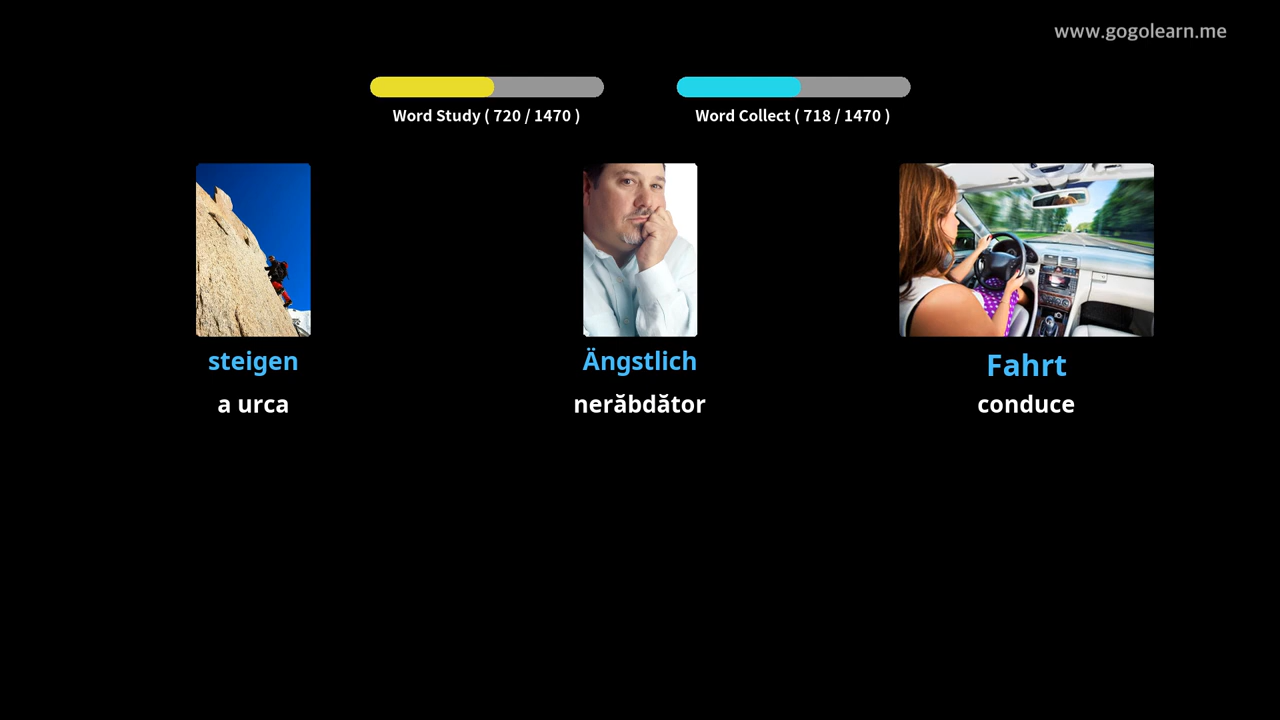 www.gogolearn.me
Word Study ( 720 / 1470 )
Word Collect ( 718 / 1470 )
steigen
Ängstlich
Fahrt
a urca
nerăbdător
conduce